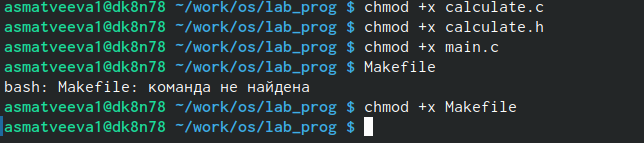 asmatveeva1@dk8n78 ~/work/os/lab_prog $ chmod +x calculate.c
asmatveeva1@dk8n78 ~/work/os/lab_prog $ chmod +x calculate.h
asmatveeva1@dk8n78 ~/work/os/lab_prog $ chmod +x main.c
asmatveeva1@dk8n78 ~/work/os/lab_prog $ Makefile
bash: Makefile: команда не найдена
asmatveeva1@dk8n78 ~/work/os/lab_prog $ chmod +x Makefile
asmatveeva1@dk8n78 ~/work/os/lab_prog $